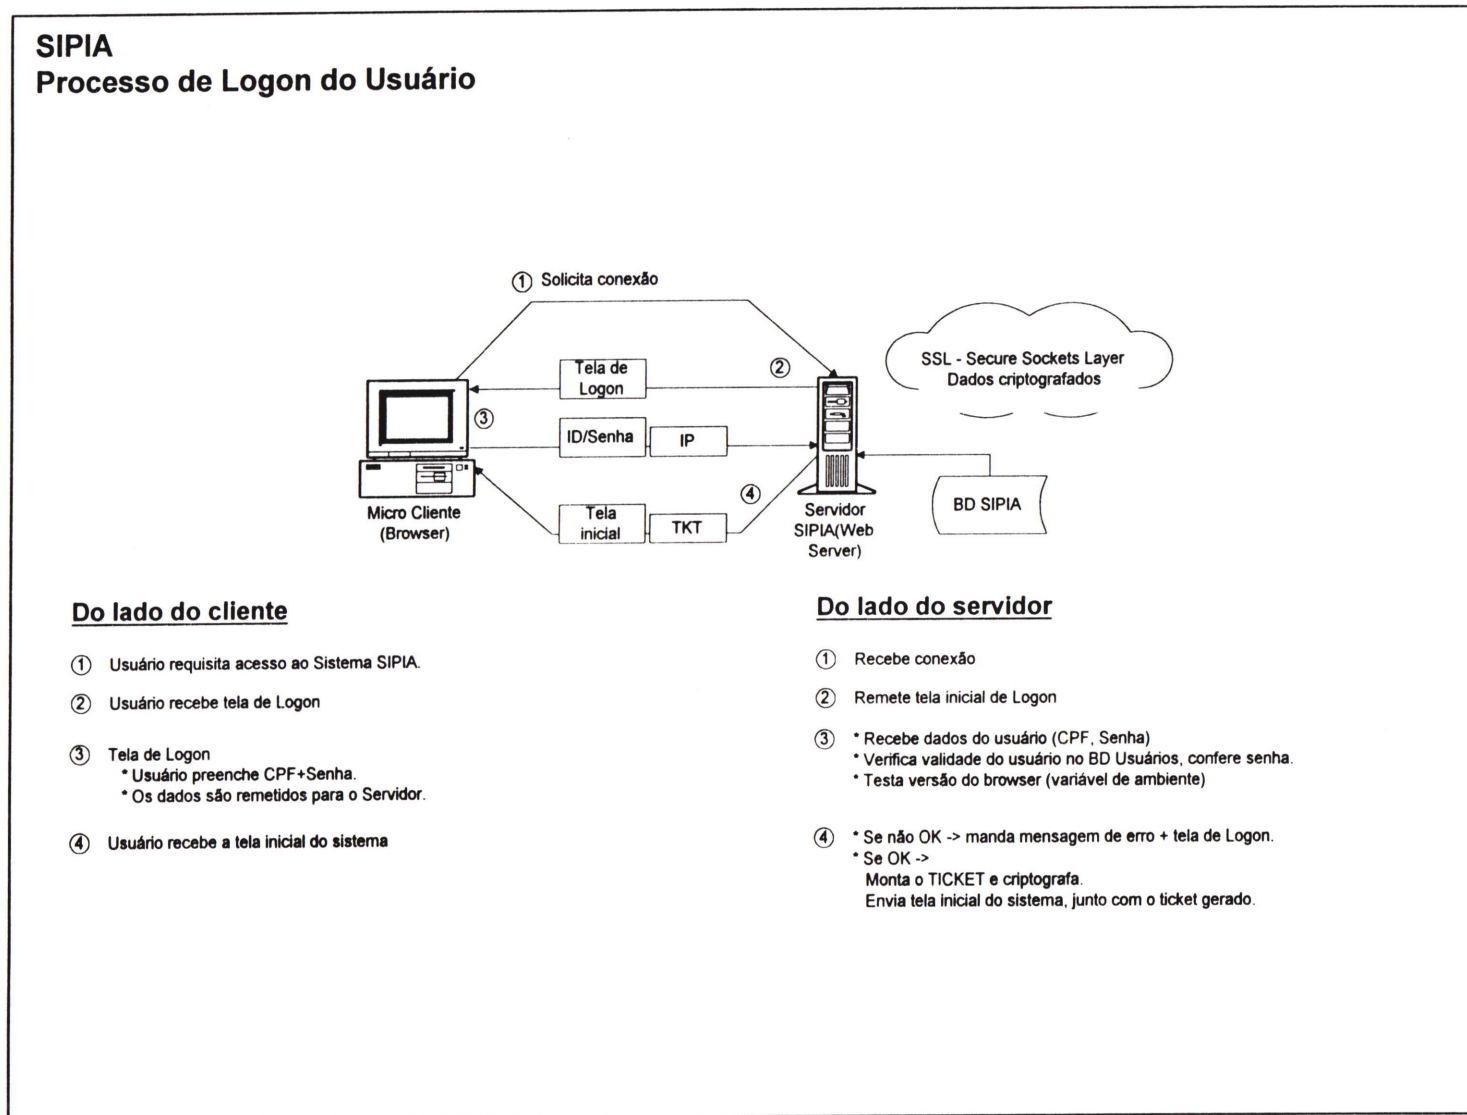 SIPIA
Processo de Logon do Usuário
① Solicita conexão
Tela de
Logon
②
SSL - Secure Sockets Layer
Dados criptografados
③
ID/Senha
IP
④
Tela
inicial
TKT
Micro Cliente
(Browser)
Servidor
SIPIA(Web
Server)
BD SIPIA
Do lado do cliente
① Usuário requisita acesso ao Sistema SIPIA.
② Usuário recebe tela de Logon
③ Tela de Logon
* Usuário preenche CPF+Senha.
* Os dados são remetidos para o Servidor.
④ Usuário recebe a tela inicial do sistema
Do lado do servidor
① Recebe conexão
② Remete tela inicial de Logon
③ * Recebe dados do usuário (CPF, Senha)
* Verifica validade do usuário no BD Usuários, confere senha.
* Testa versão do browser (variável de ambiente)
④ * Se não OK -> manda mensagem de erro + tela de Logon.
* Se OK ->
Monta o TICKET e criptografa.
Envia tela inicial do sistema, junto com o ticket gerado.